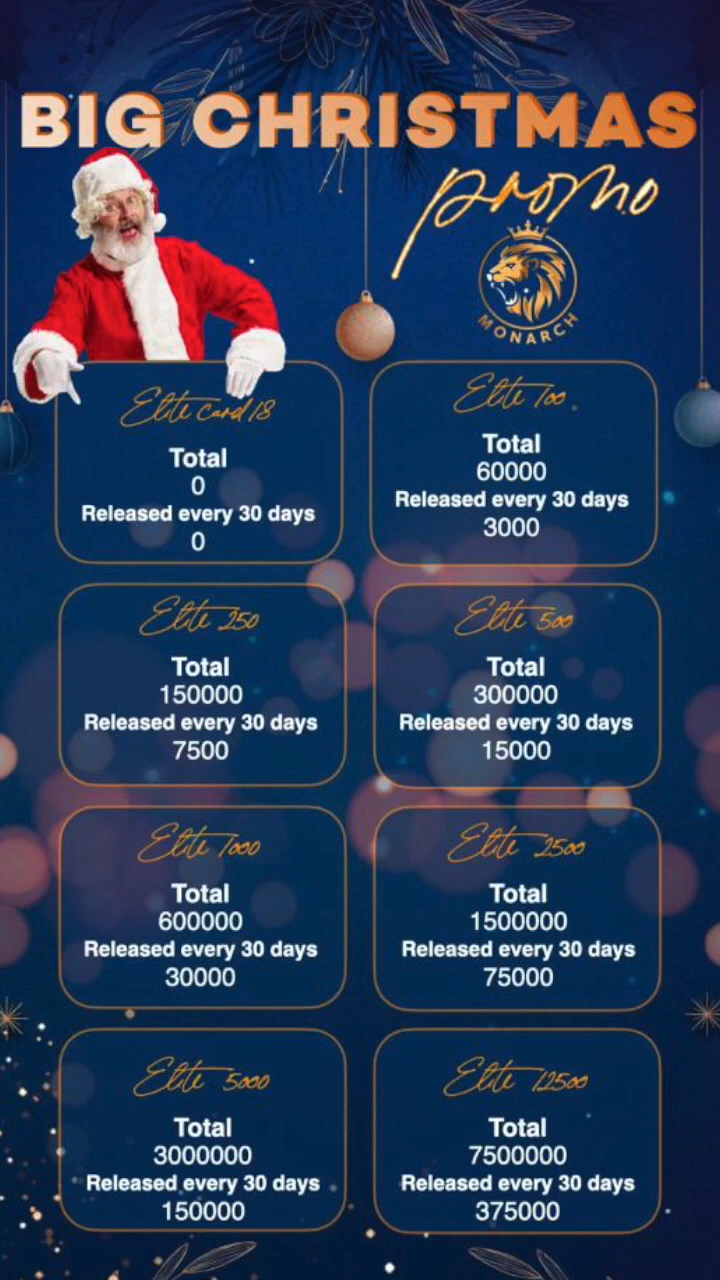 BIG CHRISTMAS
promo
MONARCH
Elite card 18
Total
0
Released every 30 days
0
Elite 100
Total
60000
Released every 30 days
3000
Elite 250
Total
150000
Released every 30 days
7500
Elite 500
Total
300000
Released every 30 days
15000
Elite 1000
Total
600000
Released every 30 days
30000
Elite 2500
Total
1500000
Released every 30 days
75000
Elite 5000
Total
3000000
Released every 30 days
150000
Elite 12500
Total
7500000
Released every 30 days
375000